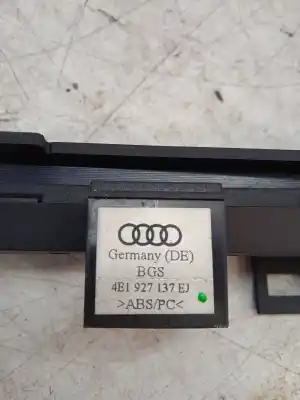 Germany (DE)
BGS
4E1 927 137 EJ
>ABS/PC<